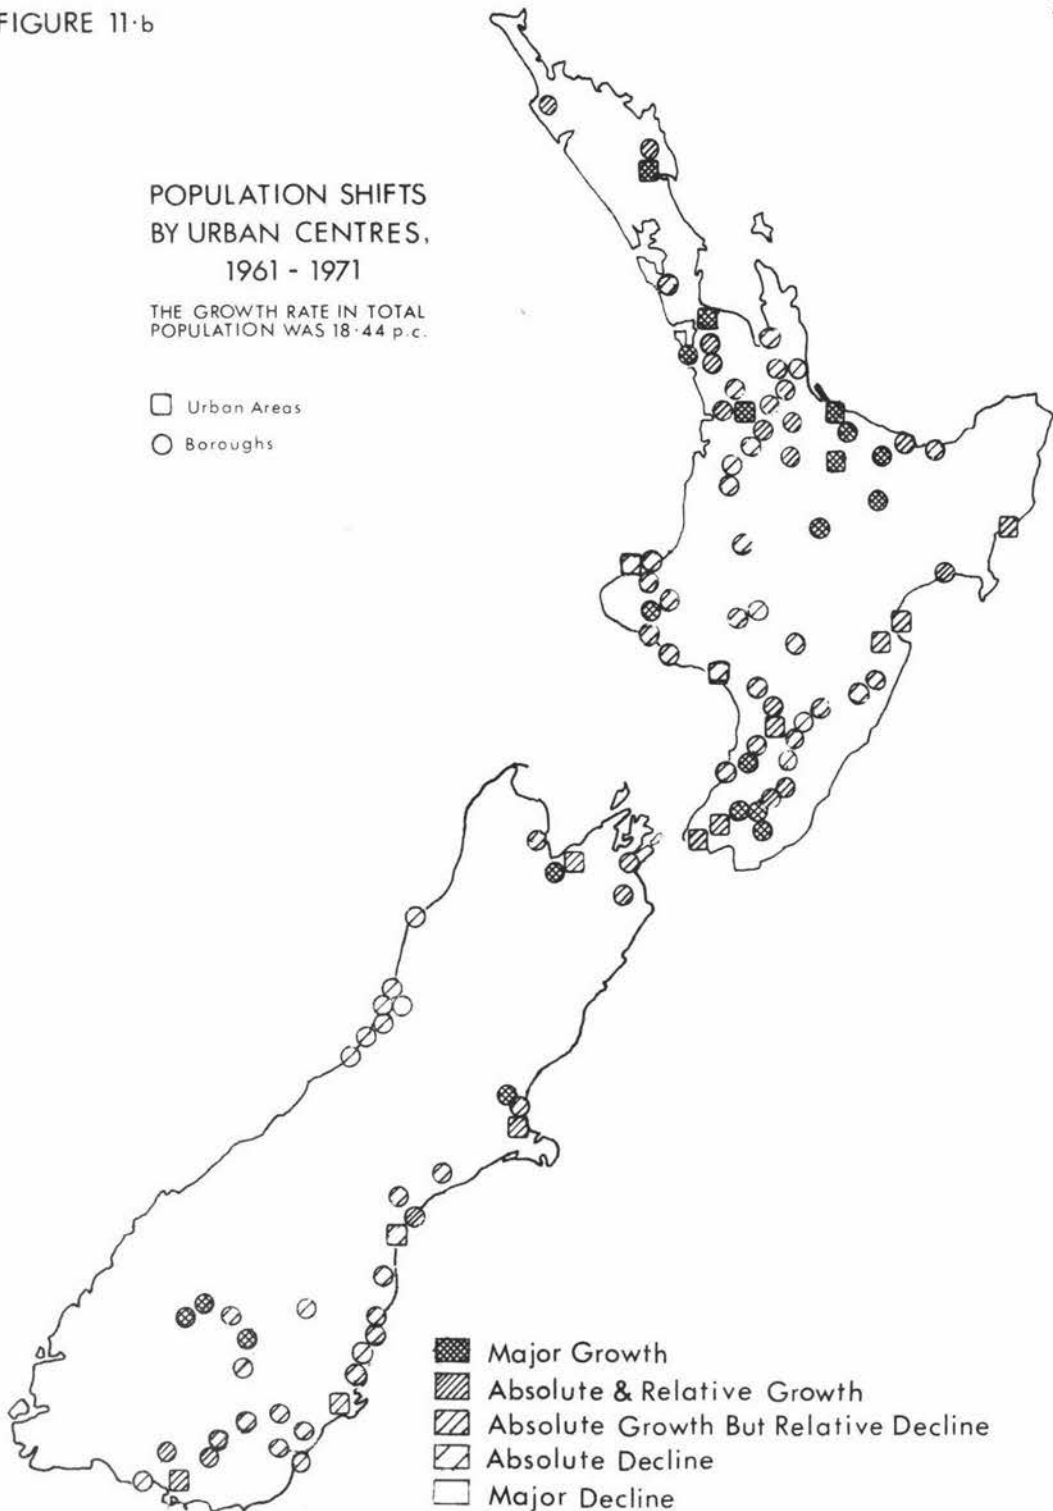 FIGURE 11·b
POPULATION SHIFTS
BY URBAN CENTRES,
1961 - 1971
THE GROWTH RATE IN TOTAL
POPULATION WAS 18·44 p.c.
Urban Areas
Boroughs
Major Growth
Absolute & Relative Growth
Absolute Growth But Relative Decline
Absolute Decline
Major Decline